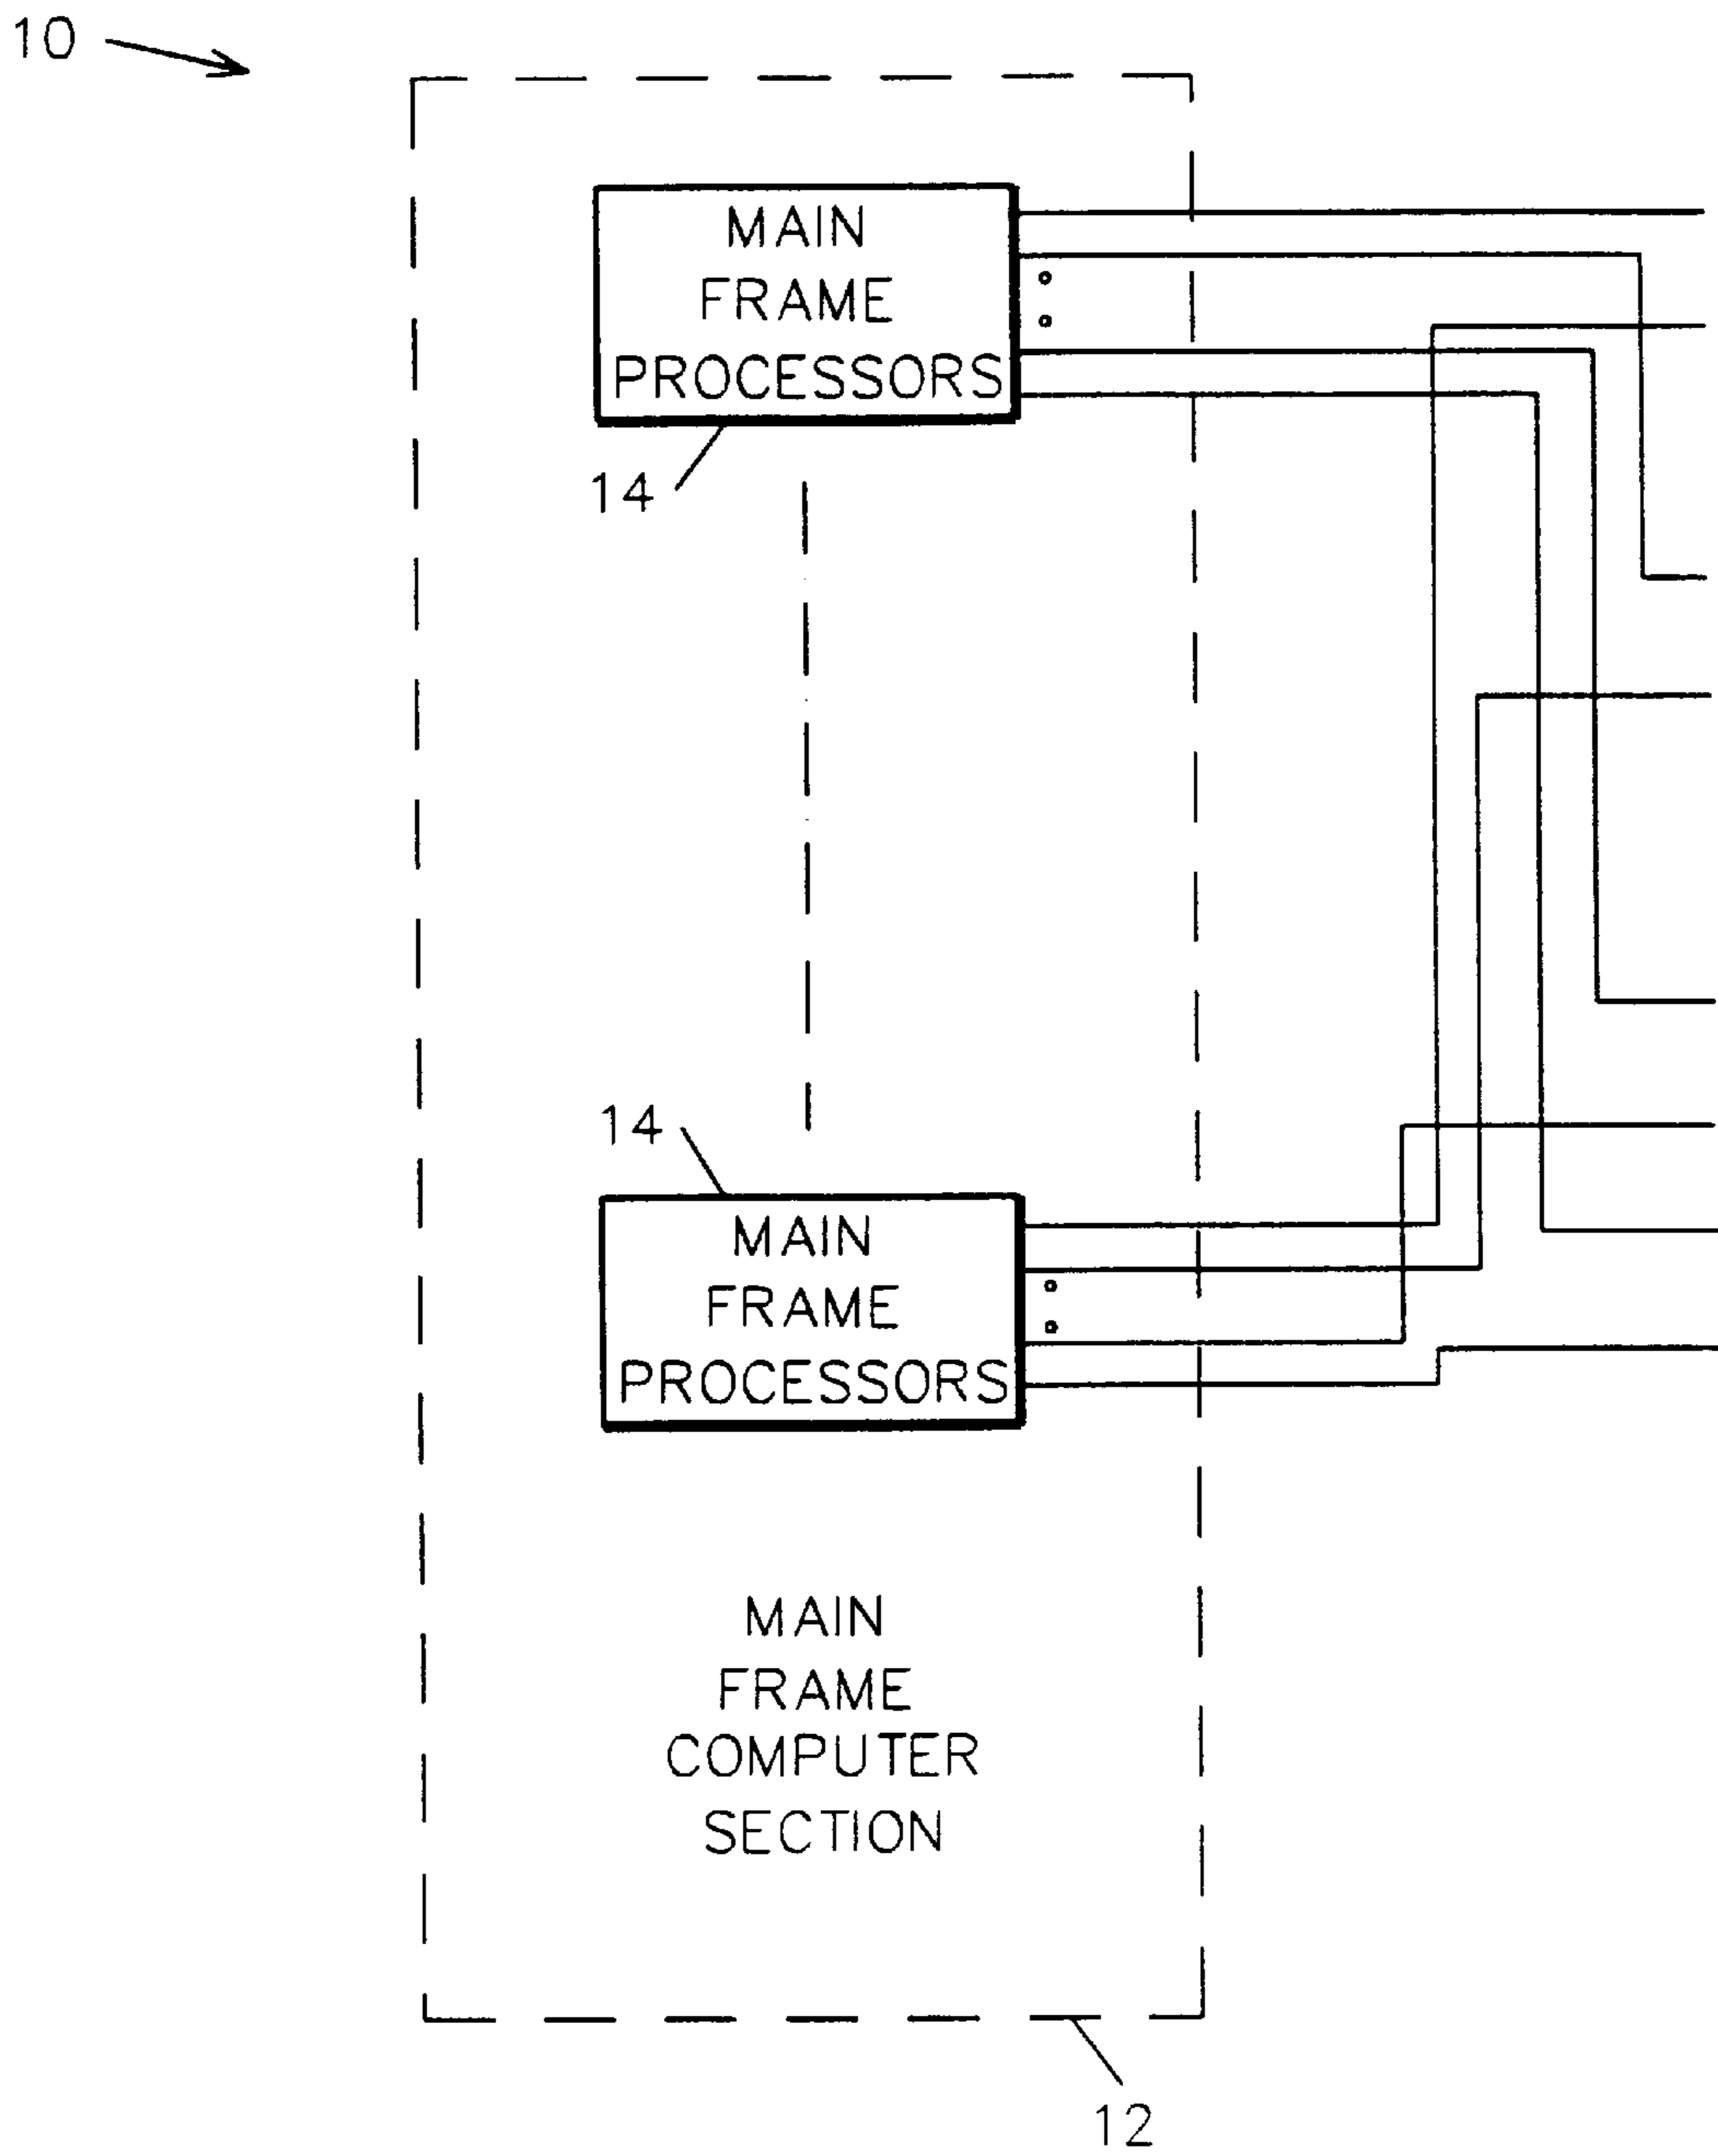 10
MAIN
FRAME
PROCESSORS
14
14
MAIN
FRAME
PROCESSORS
MAIN
FRAME
COMPUTER
SECTION
12